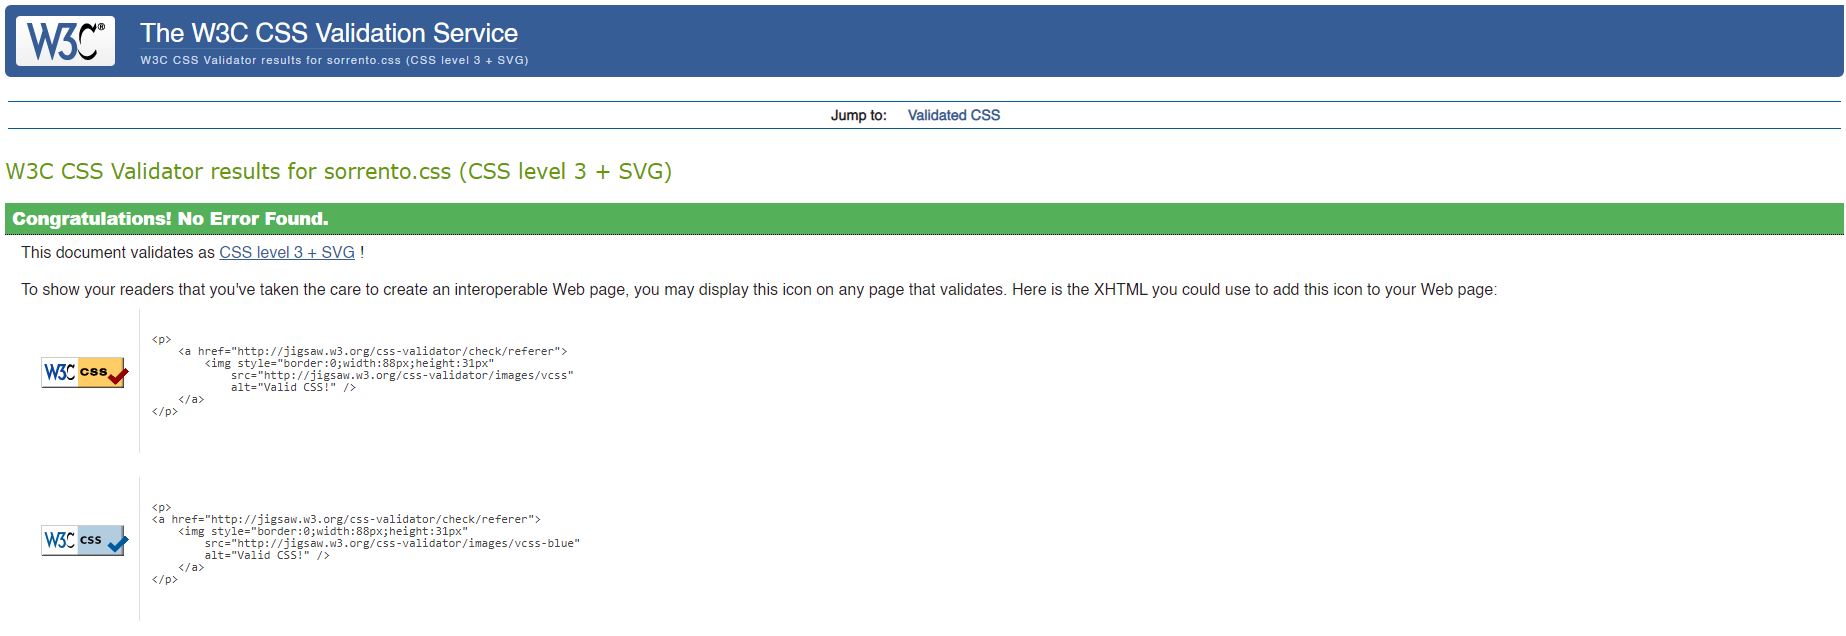 W3C®
The W3C CSS Validation Service
W3C CSS Validator results for sorrento.css (CSS level 3 + SVG)
Jump to: Validated CSS
W3C CSS Validator results for sorrento.css (CSS level 3 + SVG)
Congratulations! No Error Found.
This document validates as CSS level 3 + SVG !
To show your readers that you've taken the care to create an interoperable Web page, you may display this icon on any page that validates. Here is the XHTML you could use to add this icon to your Web page:
W3C css
<p>
    <a href="http://jigsaw.w3.org/css-validator/check/referer">
        <img style="border:0;width:88px;height:31px"
            src="http://jigsaw.w3.org/css-validator/images/vcss"
            alt="Valid CSS!" />
    </a>
</p>
W3C css
<p>
<a href="http://jigsaw.w3.org/css-validator/check/referer">
    <img style="border:0;width:88px;height:31px"
        src="http://jigsaw.w3.org/css-validator/images/vcss-blue"
        alt="Valid CSS!" />
    </a>
</p>